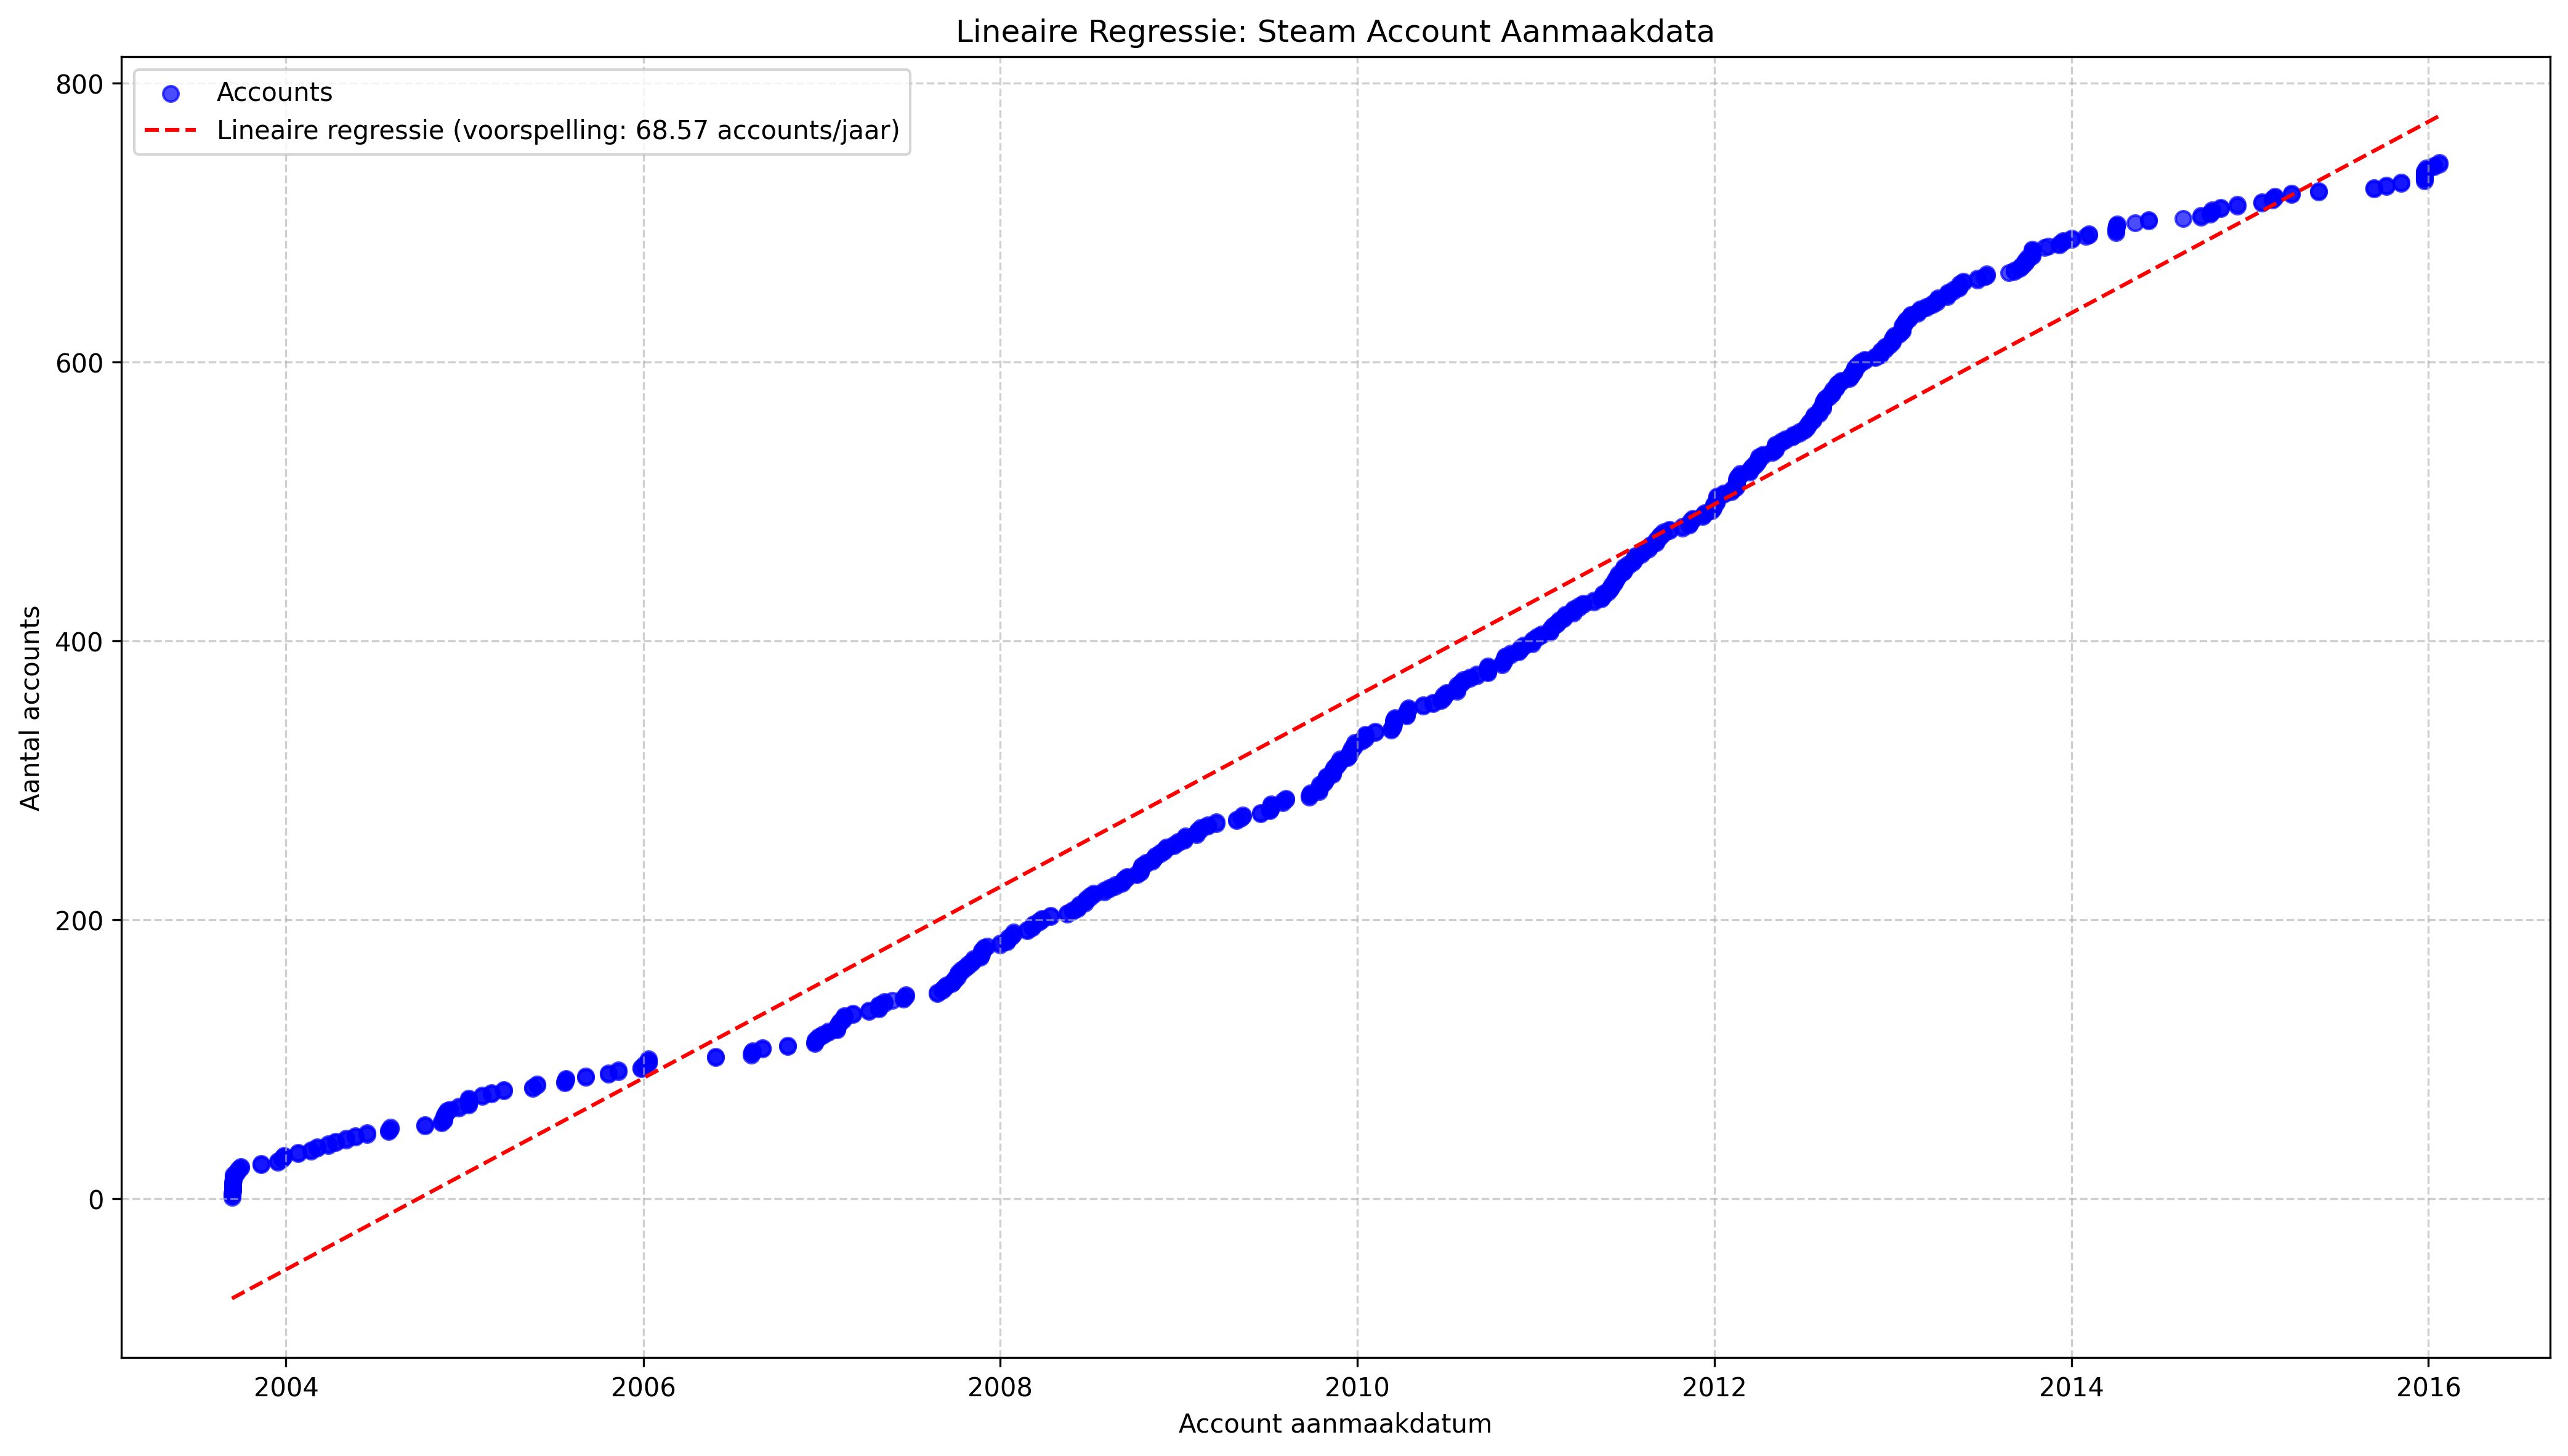 Lineaire Regressie: Steam Account Aanmaakdata
Accounts
Lineaire regressie (voorspelling: 68.57 accounts/jaar)
800
600
400
200
0
Aantal accounts
2004 2006 2008 2010 2012 2014 2016
Account aanmaakdatum